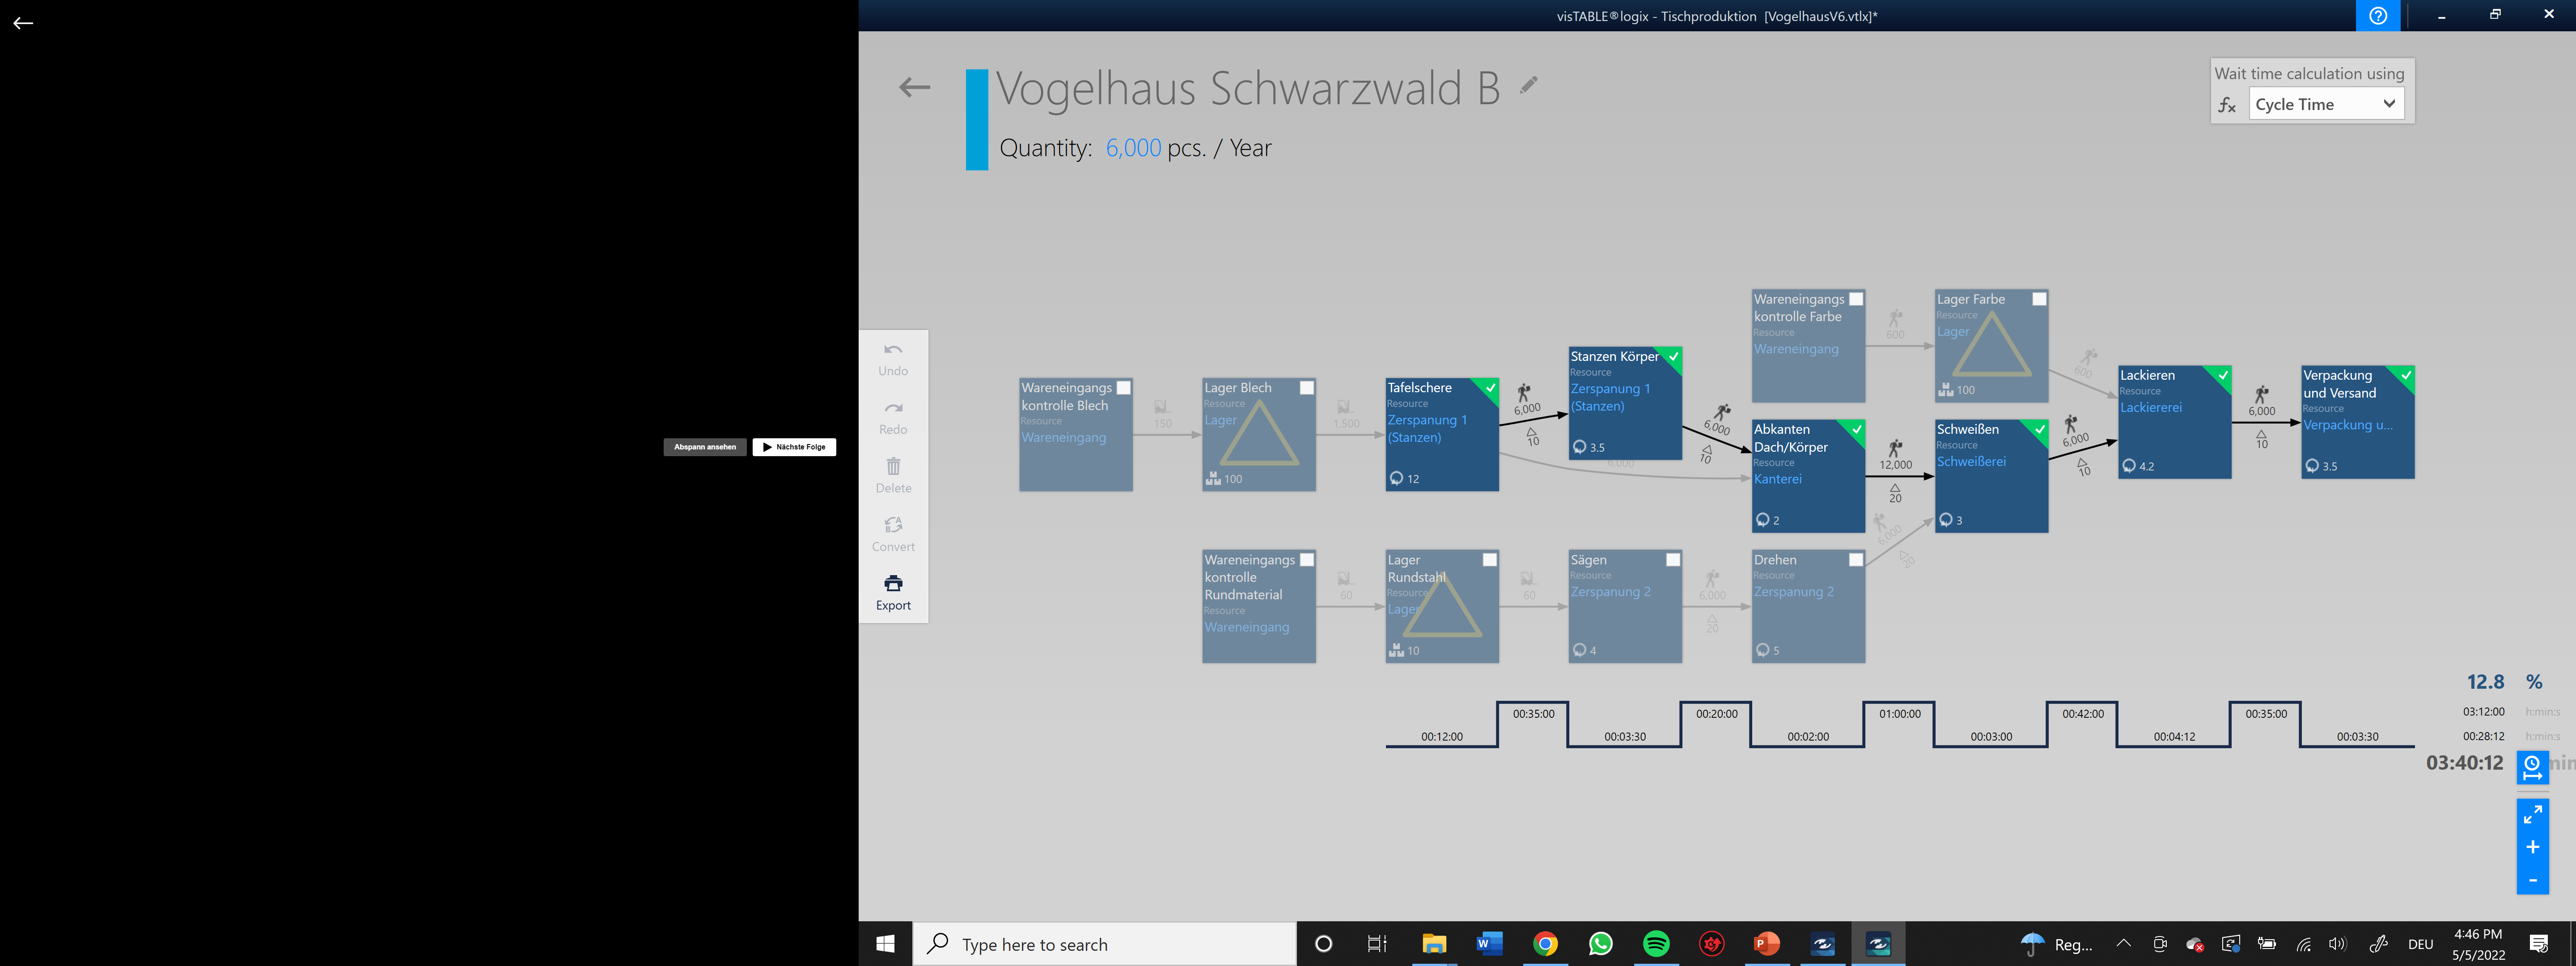 visTABLE®logix - Tischproduktion [VogelhausV6.vtlx]*
Vogelhaus Schwarzwald B
Quantity: 6,000 pcs. / Year
Wait time calculation using
fx
Cycle Time
Abspann ansehen
Nächste Folge
Undo
Redo
Delete
Convert
Export
Wareneingangs
kontrolle Blech
Resource
Wareneingang
150
Lager Blech
Resource
Lager
100
1,500
Tafelschere
Resource
Zerspanung 1
(Stanzen)
12
6,000
10
6,000
Stanzen Körper
Resource
Zerspanung 1
(Stanzen)
3.5
6,000
10
Wareneingangs
kontrolle Farbe
Resource
Wareneingang
600
Lager Farbe
Resource
Lager
100
600
Abkanten
Dach/Körper
Resource
Kanterei
2
12,000
20
Schweißen
Resource
Schweißerei
3
6,000
10
Lackieren
Resource
Lackiererei
4.2
6,000
10
Verpackung
und Versand
Resource
Verpackung u...
3.5
Wareneingangs
kontrolle
Rundmaterial
Resource
Wareneingang
60
Lager
Rundstahl
Resource
Lager
10
60
Sägen
Resource
Zerspanung 2
4
6,000
20
Drehen
Resource
Zerspanung 2
5
6,000
20
00:12:00
00:35:00
00:03:30
00:20:00
00:02:00
01:00:00
00:03:00
00:42:00
00:04:12
00:35:00
00:03:30
12.8 %
03:12:00 h:min:s
00:28:12 h:min:s
03:40:12 min
Type here to search
Reg...
DEU
4:46 PM
5/5/2022